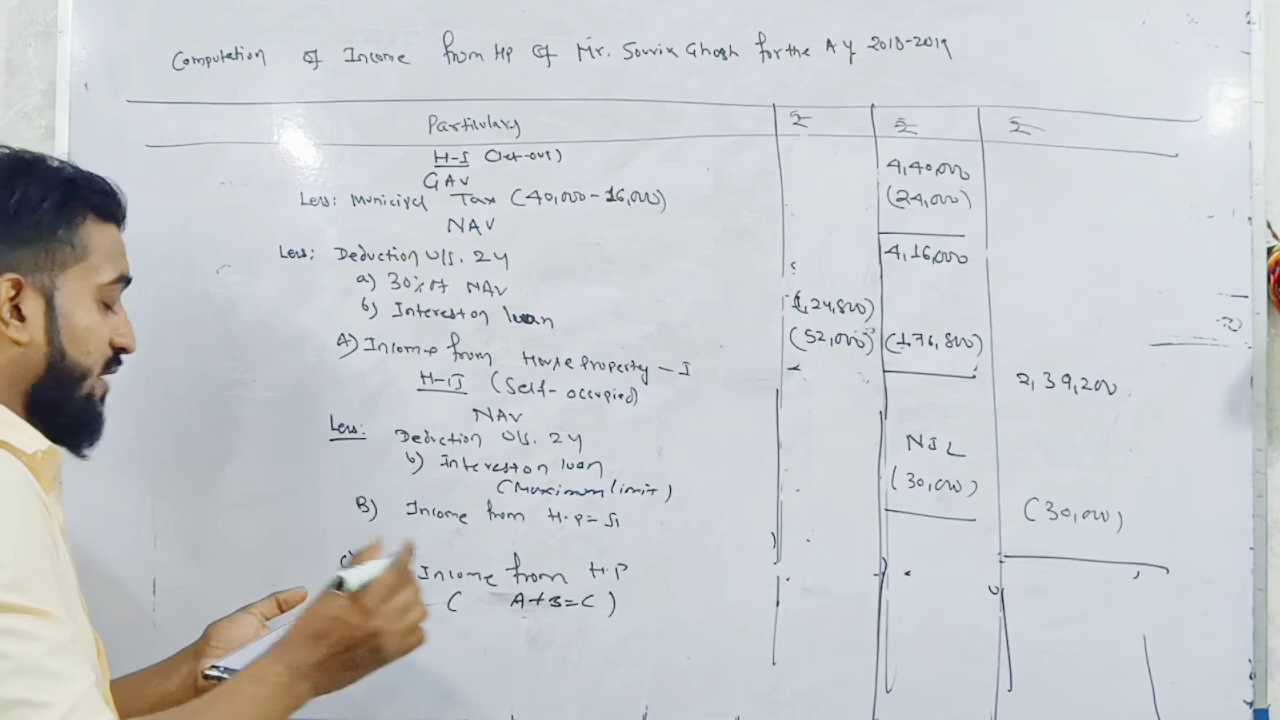 Computation of Income from HP of Mr. Sourix Ghosh for the A Y 2018-2019
Particulars ₹ ₹ ₹
H-I (Let-out)
GAV 4,40,000
Less: Municipal Tax (40,000-16,000) (24,000)
NAV 4,16,000
Less: Deduction U/s. 24
a) 30% of NAV (1,24,800)
b) Interest on loan (52,000) (1,76,800)
A) Income from House Property - I 2,39,200
H-II (Self-occupied)
NAV NIL
Less: Deduction U/s. 24
b) Interest on loan (30,000)
(Maximum limit)
B) Income from H.P-II (30,000)
Income from H.P
( A+B=C )